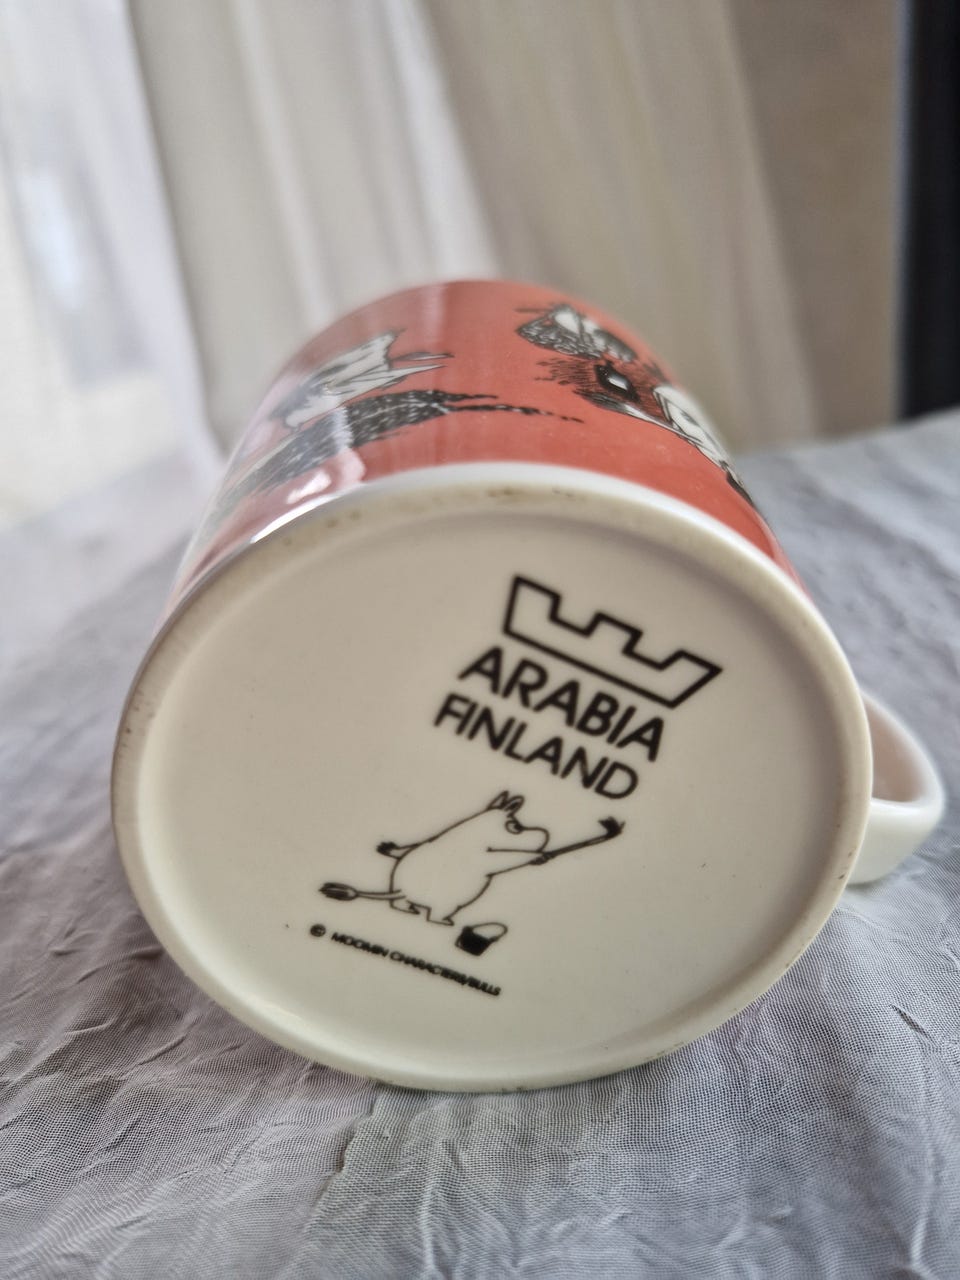 ARABIA
FINLAND
© MOOMIN CHARACTERS/BULLS